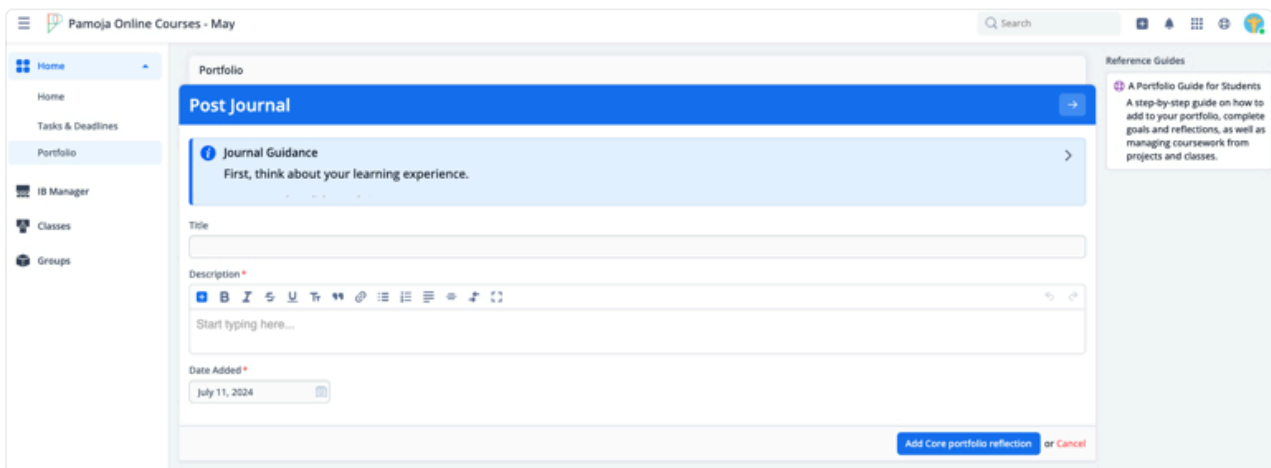 Pamoja Online Courses - May
Search
Home
Home
Tasks & Deadlines
Portfolio
IB Manager
Classes
Groups
Portfolio
Post Journal
Journal Guidance
First, think about your learning experience.
Title
Description *
Start typing here...
Date Added *
July 11, 2024
Add Core portfolio reflection or Cancel
Reference Guides
A Portfolio Guide for Students
A step-by-step guide on how to
add to your portfolio, complete
goals and reflections, as well as
managing coursework from
projects and classes.